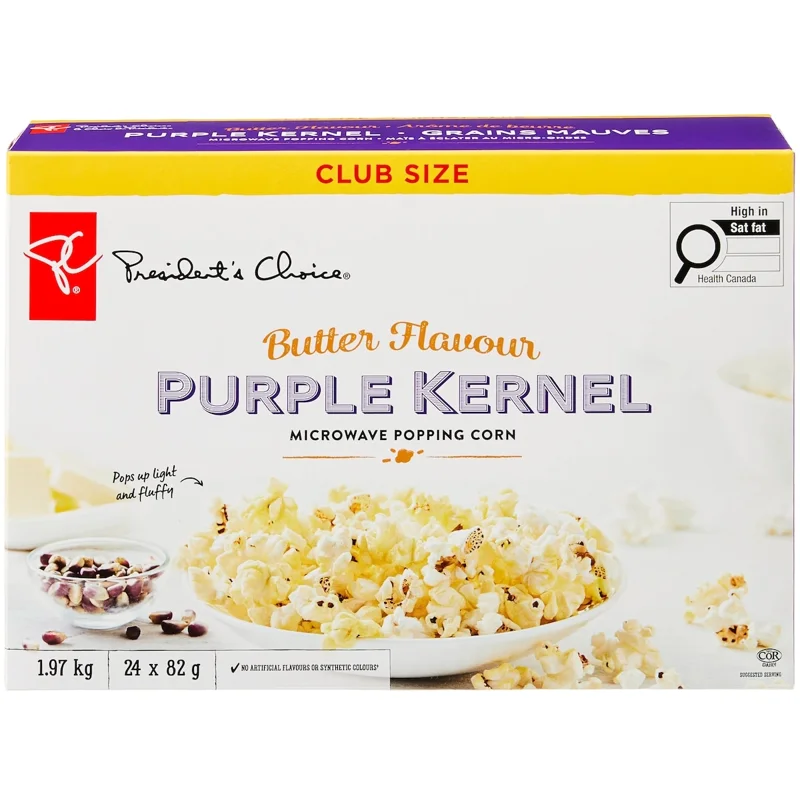 Butter Flavour · Arôme de beurre
PURPLE KERNEL · GRAINS MAUVES
MICROWAVE POPPING CORN · MAÏS À ÉCLATER AU MICRO-ONDES
CLUB SIZE
President's Choice®
High in
Sat fat
Health Canada
Butter Flavour
PURPLE KERNEL
MICROWAVE POPPING CORN
Pops up light
and fluffy
1.97 kg
24 x 82 g
✓ NO ARTIFICIAL FLAVOURS OR SYNTHETIC COLOURS†
COR
DAIRY
SUGGESTED SERVING